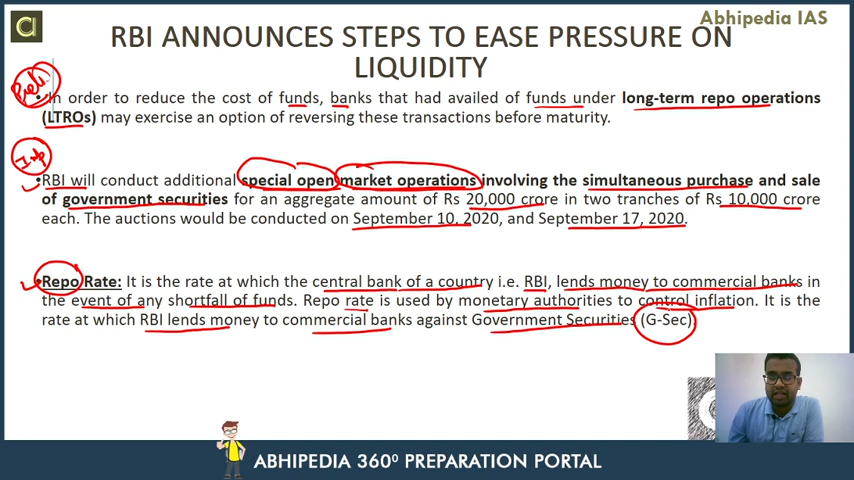 Abhipedia IAS
RBI ANNOUNCES STEPS TO EASE PRESSURE ON
LIQUIDITY
Preli
In order to reduce the cost of funds, banks that had availed of funds under long-term repo operations
(LTROs) may exercise an option of reversing these transactions before maturity.
Imp
•RBI will conduct additional special open market operations involving the simultaneous purchase and sale
of government securities for an aggregate amount of Rs 20,000 crore in two tranches of Rs 10,000 crore
each. The auctions would be conducted on September 10, 2020, and September 17, 2020.
•Repo Rate: It is the rate at which the central bank of a country i.e. RBI, lends money to commercial banks in
the event of any shortfall of funds. Repo rate is used by monetary authorities to control inflation. It is the
rate at which RBI lends money to commercial banks against Government Securities (G-Sec).
ABHIPEDIA 360⁰ PREPARATION PORTAL